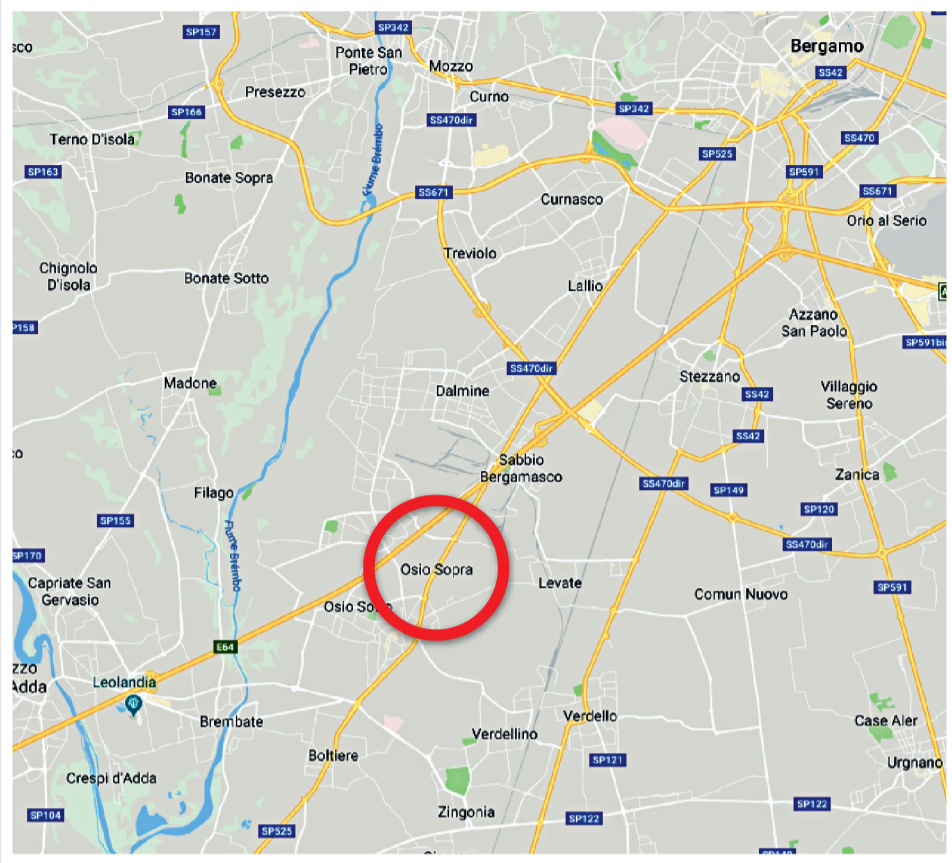 SP342
SP157
sco
Ponte San
Pietro
Bergamo
Mozzo
SS42
Presezzo
Curno
SP342
SP166
SS470dir
Terno D'isola
SS470
SP525
SP163
SP591
Bonate Sopra
Fiume Brembo
SS671
SS671
Curnasco
Orio al Serio
Treviolo
Chignolo
D'isola
Bonate Sotto
Lallio
A
Azzano
San Paolo
P158
SP591bi
SS470dir
Stezzano
Madone
Dalmine
Villaggio
Sereno
SS42
SS42
co
Sabbio
Bergamasco
Zanica
Filago
SS470dir
SP149
SP120
SP155
Fiume Brembo
SS470dir
SP170
Osio Sopra
Capriate San
Gervasio
Levate
SP591
Comun Nuovo
Osio So
E64
zzo
Adda
Leolandia
Brembate
Verdello
Case Aler
Verdellino
Boltiere
SP121
Urgnano
Crespi d'Adda
Zingonia
SP122
SP104
SP122
SP525